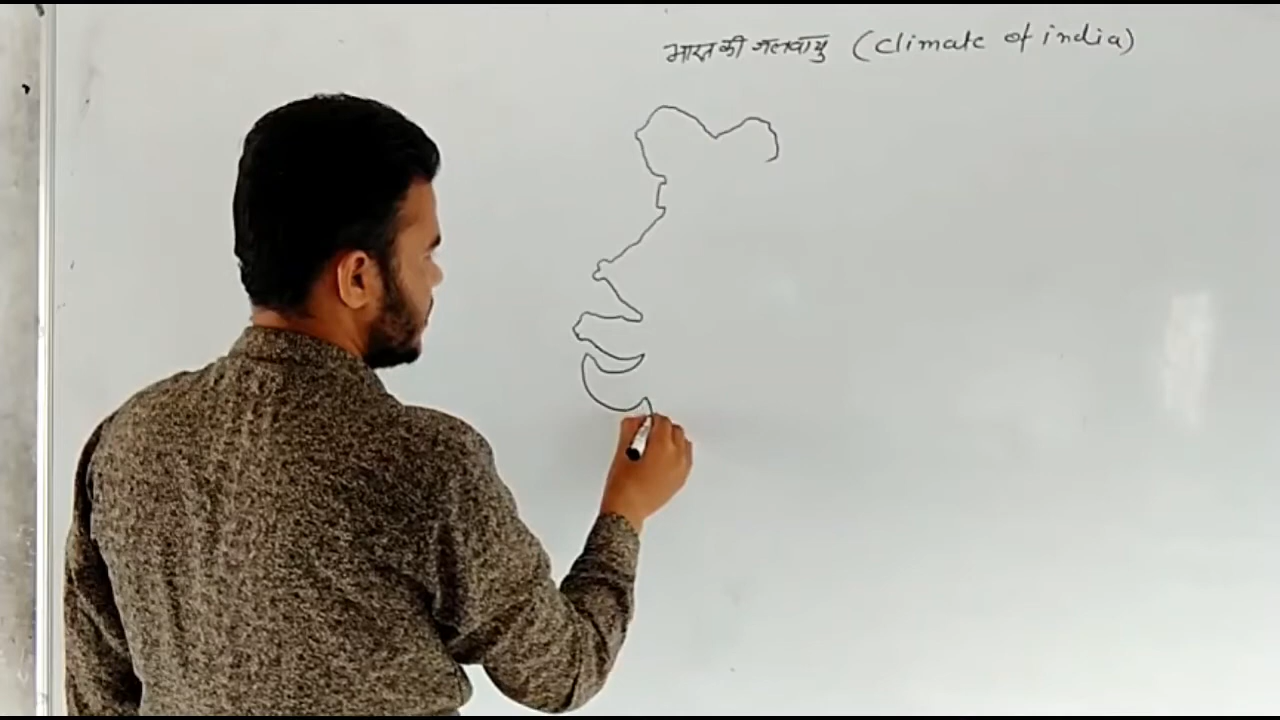 भारत की जलवायु (climate of india)